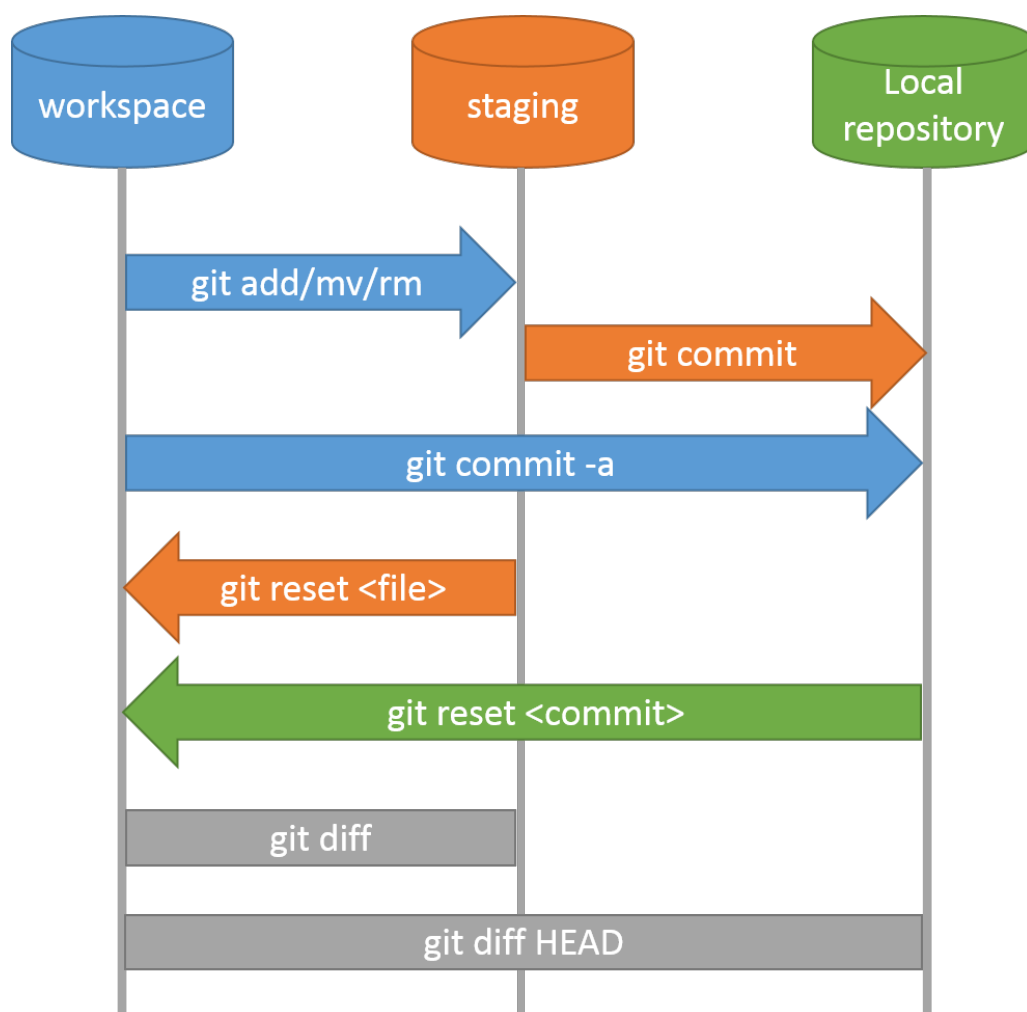 workspace
staging
Local
repository
git add/mv/rm
git commit
git commit -a
git reset <file>
git reset <commit>
git diff
git diff HEAD